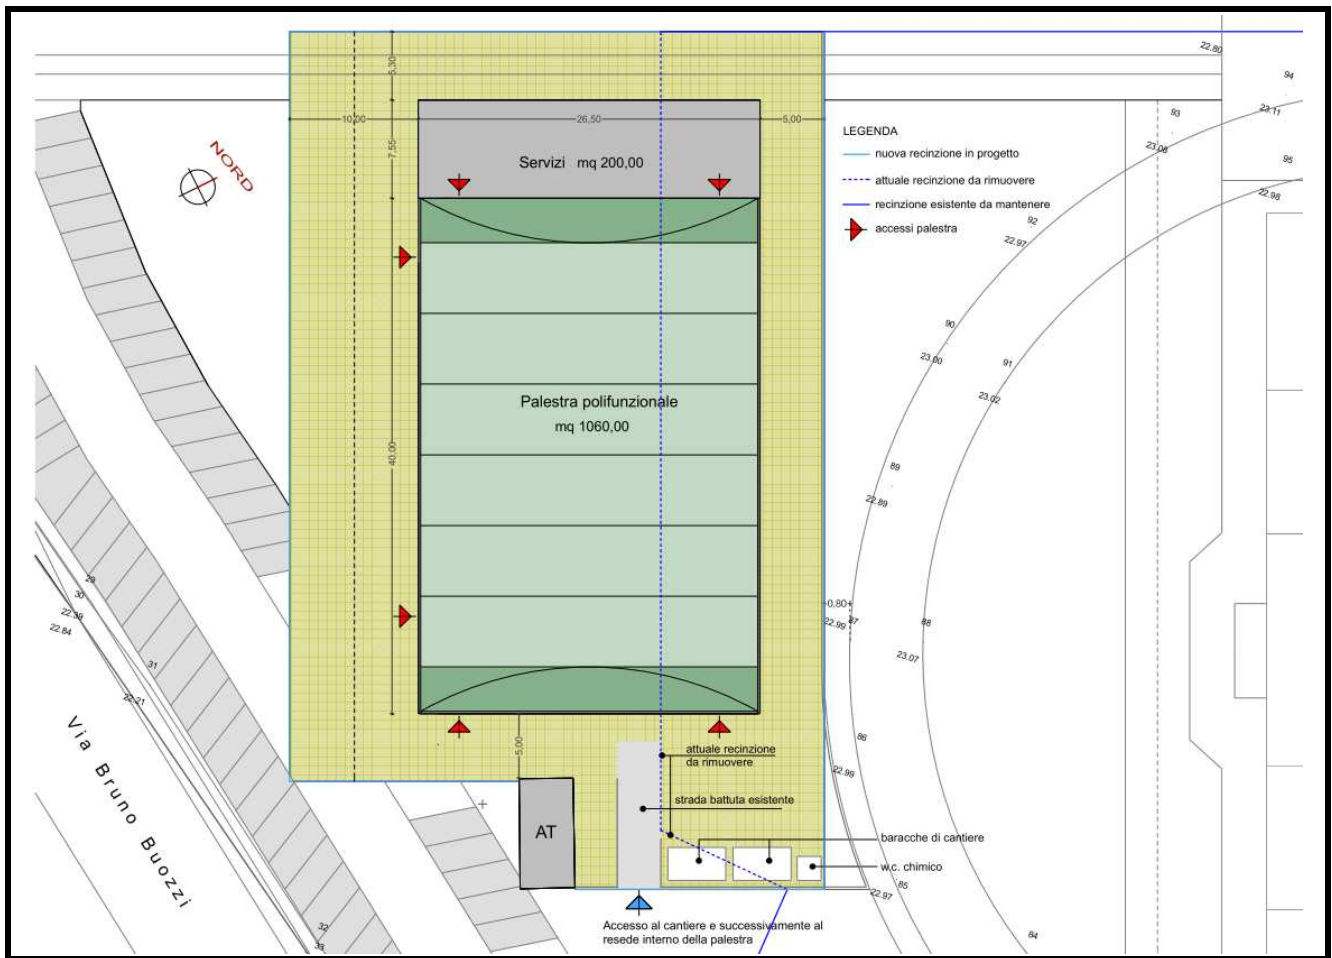 22.80
94
5,30
93
23.11
10,00
26,50
5,00
LEGENDA
nuova recinzione in progetto
attuale recinzione da rimuovere
recinzione esistente da mantenere
accessi palestra
23.08
95
22.98
NORD
7,55
Servizi mq 200,00
92
22.97
90
23.00
91
23.02
Palestra polifunzionale
mq 1060,00
40,00
89
22.89
29
30
22.39
22.84
0,80
22.99
87
88
23.07
31
22.21
Via Bruno Buozzi
5,00
86
22.99
attuale recinzione
da rimuovere
strada battuta esistente
AT
baracche di cantiere
w.c. chimico
85
22.97
Accesso al cantiere e successivamente al
resede interno della palestra
32
33
84